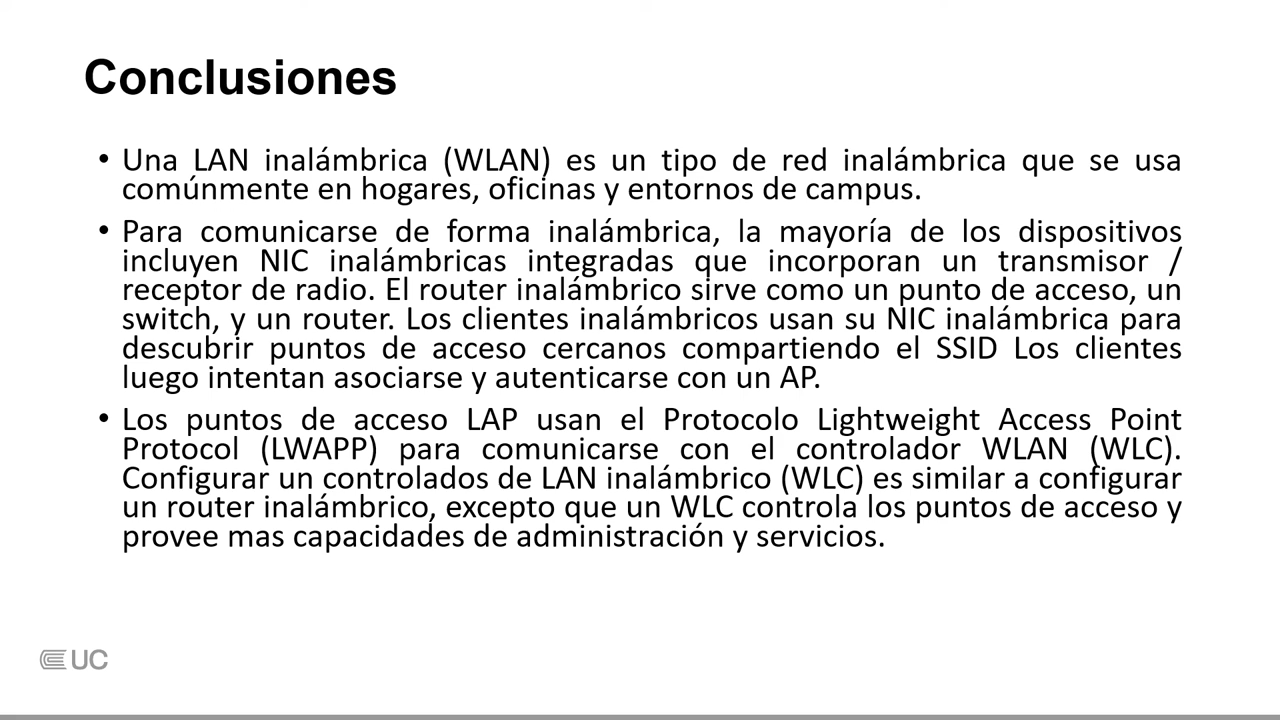 Conclusiones
• Una LAN inalámbrica (WLAN) es un tipo de red inalámbrica que se usa
comúnmente en hogares, oficinas y entornos de campus.
• Para comunicarse de forma inalámbrica, la mayoría de los dispositivos
incluyen NIC inalámbricas integradas que incorporan un transmisor /
receptor de radio. El router inalámbrico sirve como un punto de acceso, un
switch, y un router. Los clientes inalámbricos usan su NIC inalámbrica para
descubrir puntos de acceso cercanos compartiendo el SSID Los clientes
luego intentan asociarse y autenticarse con un AP.
• Los puntos de acceso LAP usan el Protocolo Lightweight Access Point
Protocol (LWAPP) para comunicarse con el controlador WLAN (WLC).
Configurar un controlados de LAN inalámbrico (WLC) es similar a configurar
un router inalámbrico, excepto que un WLC controla los puntos de acceso y
provee mas capacidades de administración y servicios.
UC